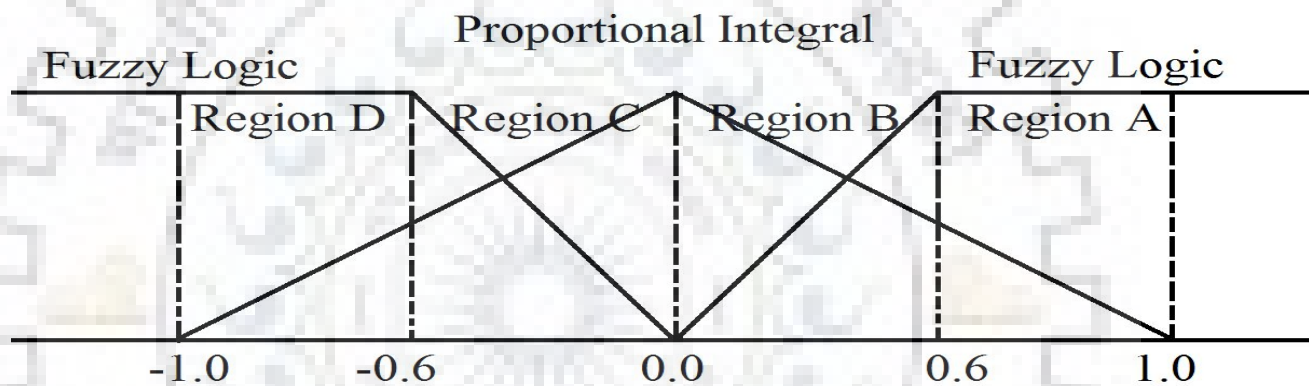 Proportional Integral
Fuzzy Logic
Fuzzy Logic
Region D
Region C
Region B
Region A
-1.0
-0.6
0.0
0.6
1.0